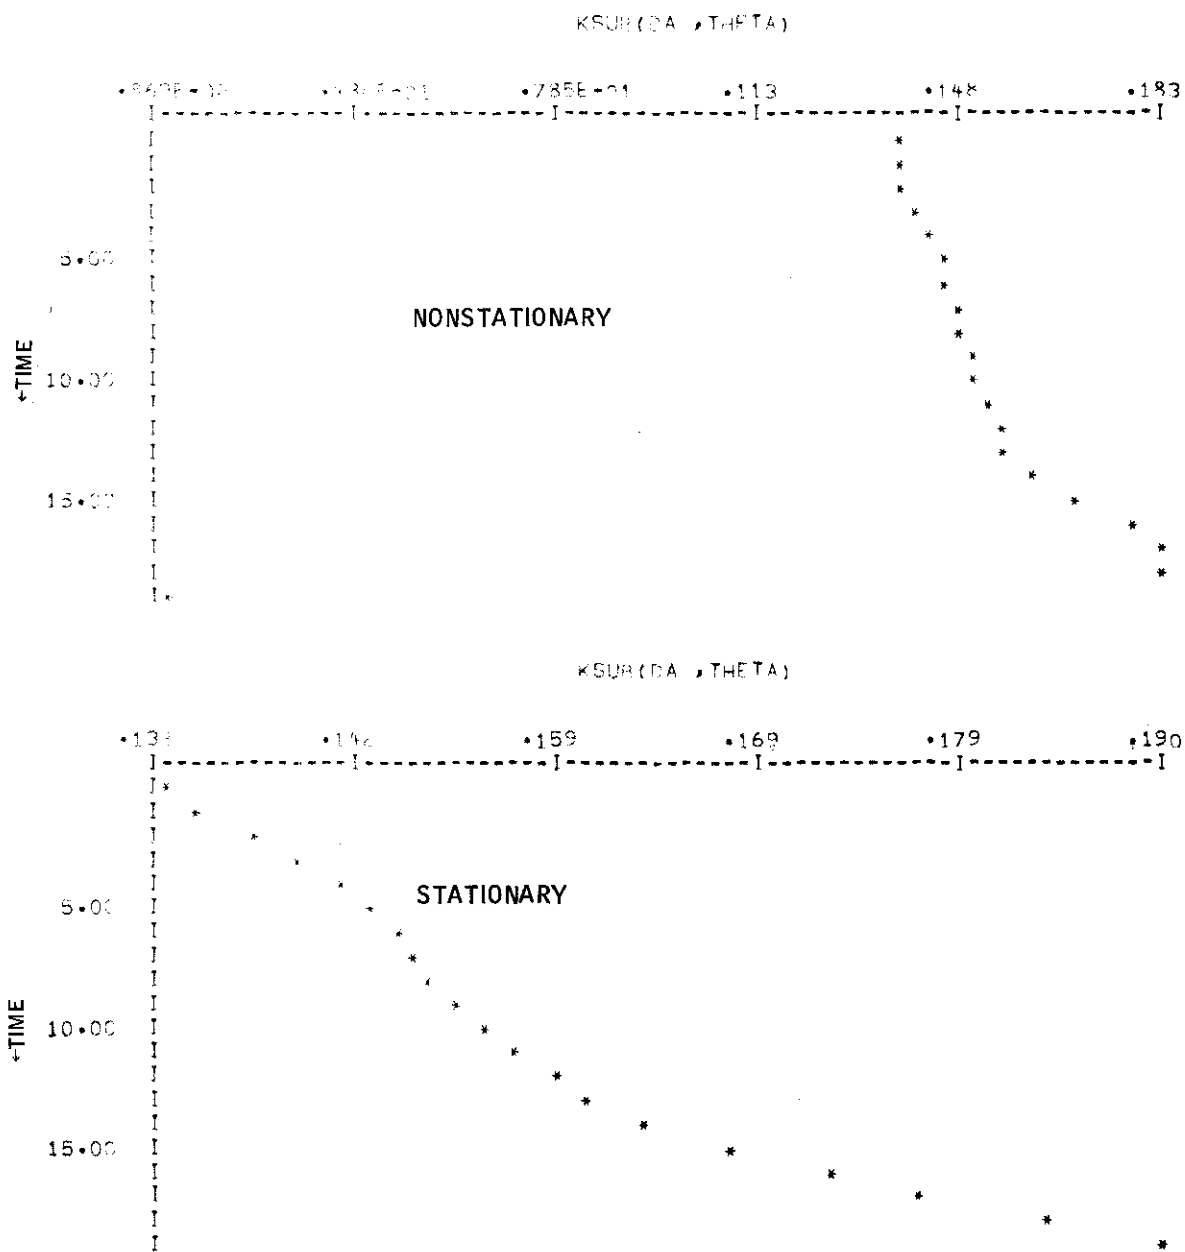 KSUB(DA ,THETA)
.785E-01 .113 .148 .183
5.00
NONSTATIONARY
←TIME
10.00
15.00
KSUB(DA ,THETA)
.159 .169 .179 .190
STATIONARY
5.00
←TIME
10.00
15.00